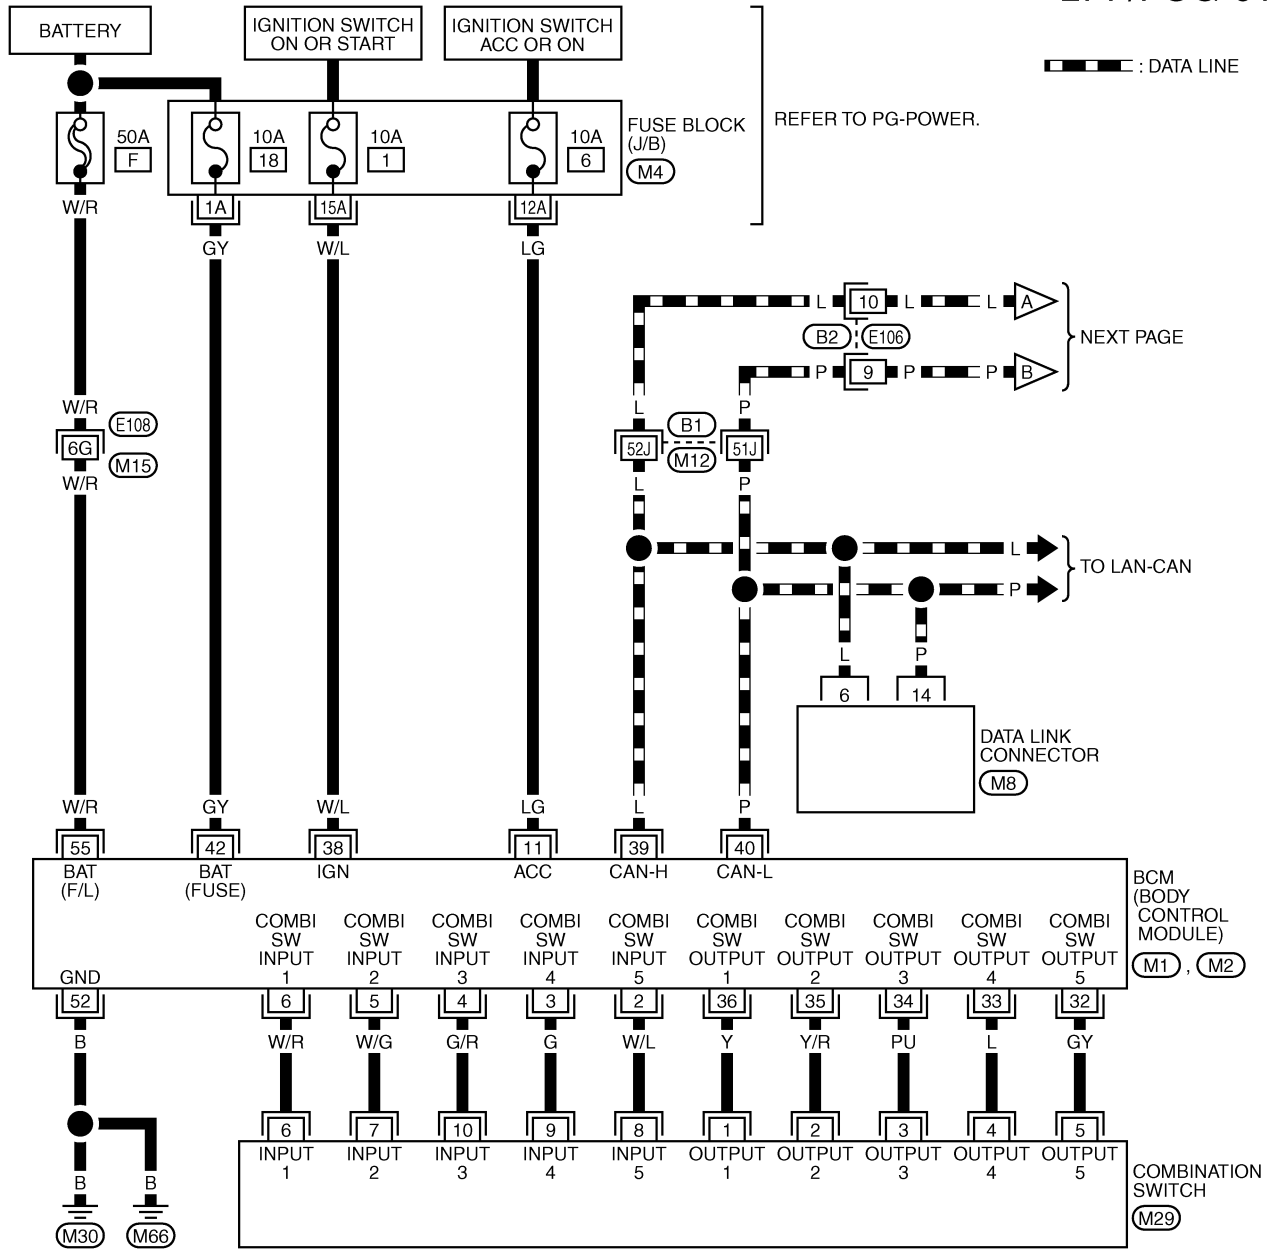 BATTERY
IGNITION SWITCH
ON OR START
IGNITION SWITCH
ACC OR ON
: DATA LINE
50A
F
10A
18
10A
1
10A
6
FUSE BLOCK
(J/B)
M4
REFER TO PG-POWER.
1A
15A
12A
W/R
GY
W/L
LG
L
10
L
L
A
B2
E106
NEXT PAGE
P
9
P
P
B
W/R
L
P
E108
B1
6G
52J
51J
M15
M12
W/R
L
P
L
TO LAN-CAN
P
L
P
6
14
DATA LINK
CONNECTOR
M8
W/R
GY
W/L
LG
L
P
55
42
38
11
39
40
BAT
(F/L)
BAT
(FUSE)
IGN
ACC
CAN-H
CAN-L
BCM
(BODY
CONTROL
MODULE)
M1 , M2
COMBI
SW
INPUT
1
COMBI
SW
INPUT
2
COMBI
SW
INPUT
3
COMBI
SW
INPUT
4
COMBI
SW
INPUT
5
COMBI
SW
OUTPUT
1
COMBI
SW
OUTPUT
2
COMBI
SW
OUTPUT
3
COMBI
SW
OUTPUT
4
COMBI
SW
OUTPUT
5
GND
52
6
5
4
3
2
36
35
34
33
32
B
W/R
W/G
G/R
G
W/L
Y
Y/R
PU
L
GY
6
7
10
9
8
1
2
3
4
5
INPUT
1
INPUT
2
INPUT
3
INPUT
4
INPUT
5
OUTPUT
1
OUTPUT
2
OUTPUT
3
OUTPUT
4
OUTPUT
5
COMBINATION
SWITCH
M29
B
B
M30
M66